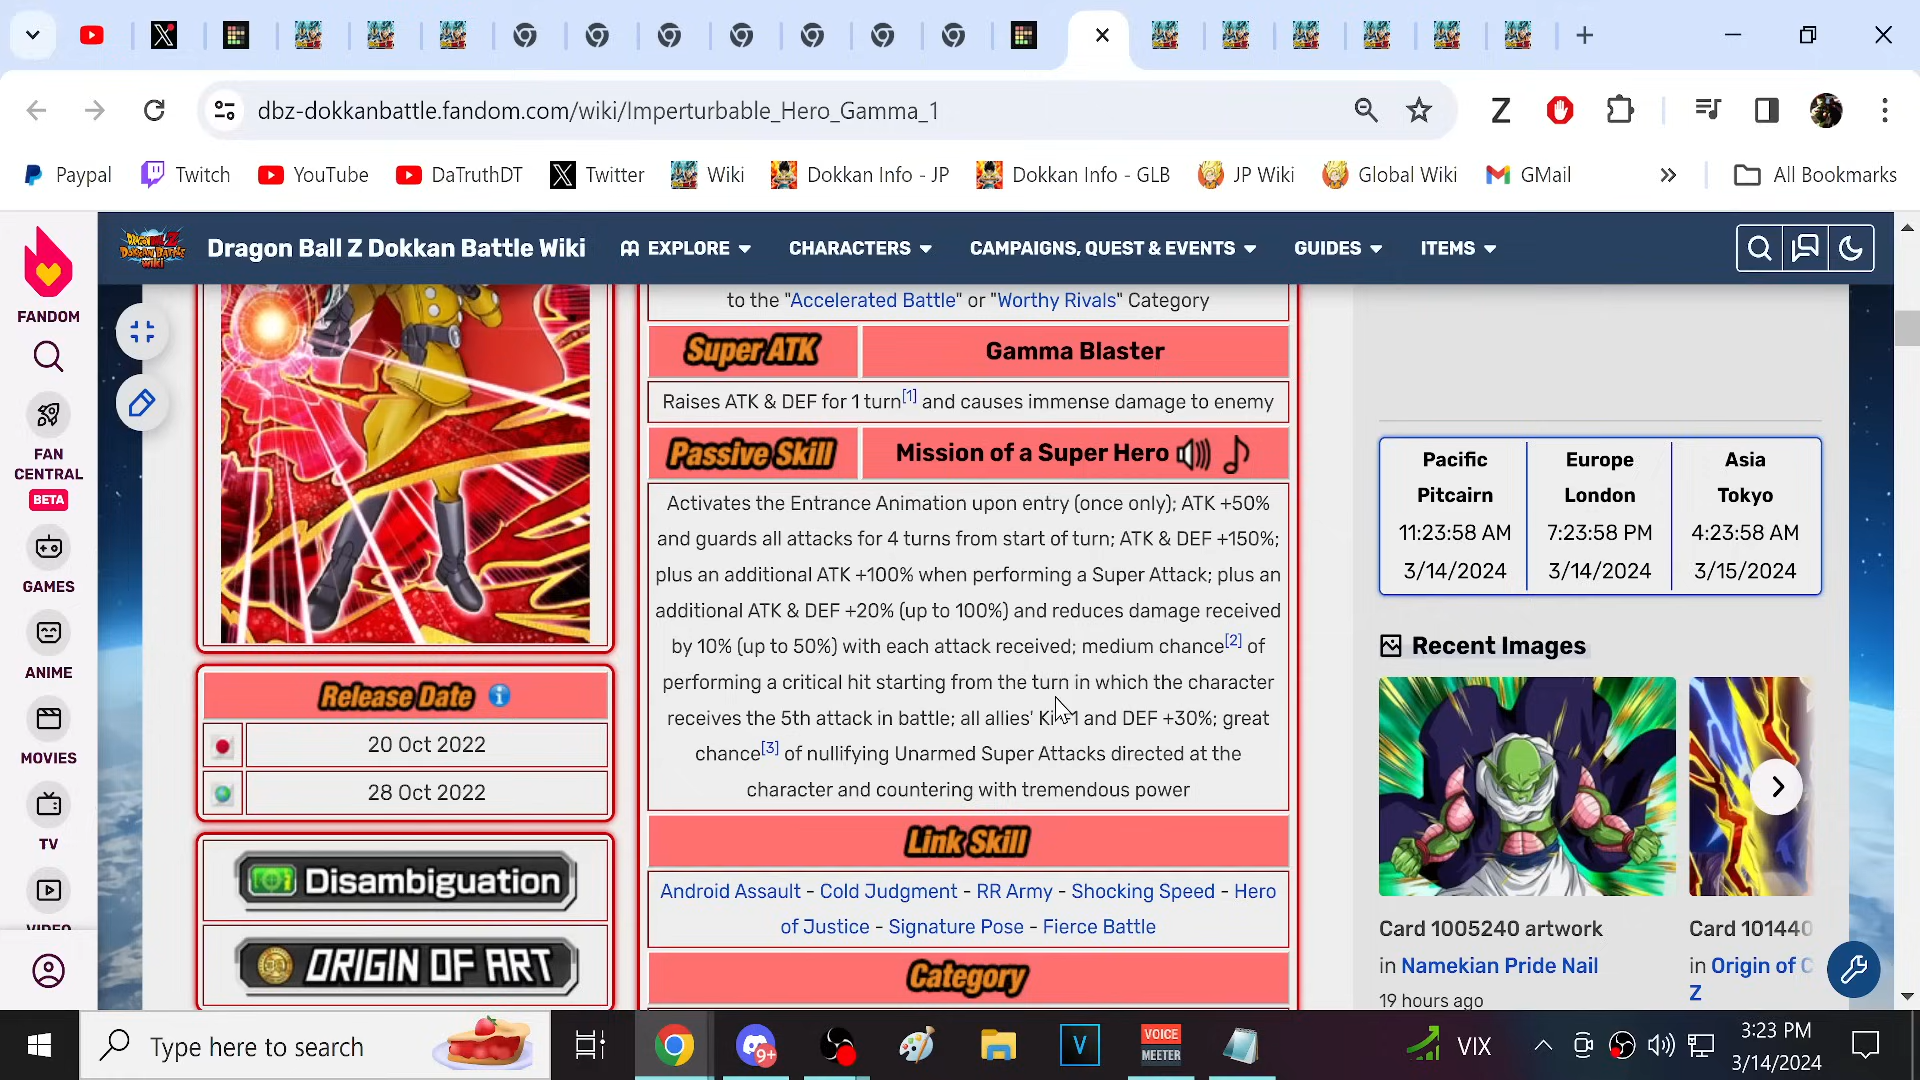 dbz-dokkanbattle.fandom.com/wiki/Imperturbable_Hero_Gamma_1
Z
Paypal
Twitch
YouTube
DaTruthDT
Twitter
Wiki
Dokkan Info - JP
Dokkan Info - GLB
JP Wiki
Global Wiki
GMail
»
All Bookmarks
Dragon Ball Z Dokkan Battle Wiki
EXPLORE
CHARACTERS
CAMPAIGNS, QUEST & EVENTS
GUIDES
ITEMS
FANDOM
FAN
CENTRAL
BETA
GAMES
ANIME
MOVIES
TV
VIDEO
to the "Accelerated Battle" or "Worthy Rivals" Category
Super ATK
Gamma Blaster
Raises ATK & DEF for 1 turn[1] and causes immense damage to enemy
Passive Skill
Mission of a Super Hero
Activates the Entrance Animation upon entry (once only); ATK +50%
and guards all attacks for 4 turns from start of turn; ATK & DEF +150%;
plus an additional ATK +100% when performing a Super Attack; plus an
additional ATK & DEF +20% (up to 100%) and reduces damage received
by 10% (up to 50%) with each attack received; medium chance[2] of
performing a critical hit starting from the turn in which the character
receives the 5th attack in battle; all allies' Ki +1 and DEF +30%; great
chance[3] of nullifying Unarmed Super Attacks directed at the
character and countering with tremendous power
Link Skill
Android Assault - Cold Judgment - RR Army - Shocking Speed - Hero
of Justice - Signature Pose - Fierce Battle
Category
Release Date
20 Oct 2022
28 Oct 2022
Disambiguation
ORIGIN OF ART
Pacific
Pitcairn
11:23:58 AM
3/14/2024
Europe
London
7:23:58 PM
3/14/2024
Asia
Tokyo
4:23:58 AM
3/15/2024
Recent Images
Card 1005240 artwork
in Namekian Pride Nail
19 hours ago
Card 101440
in Origin of
Z
Type here to search
9+
V
VOICE
MEETER
VIX
3:23 PM
3/14/2024